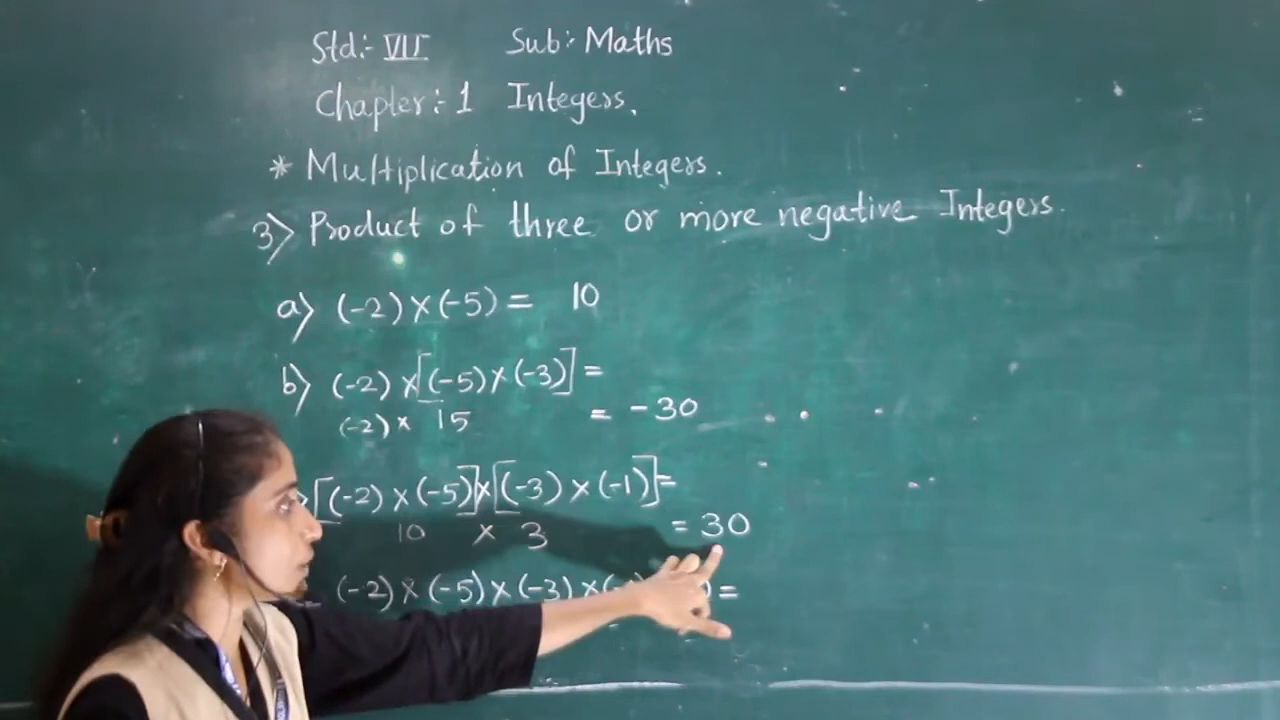 Std:- VII Sub:- Maths
Chapter:- 1 Integers.
* Multiplication of Integers.
3> Product of three or more negative Integers.
a> (-2)×(-5) = 10
b> (-2)×[(-5)×(-3)] =
(-2)× 15 = -30
[(-2)×(-5)]×[(-3)×(-1)]=
10 × 3 = 30
(-2)×(-5)×(-3)× =